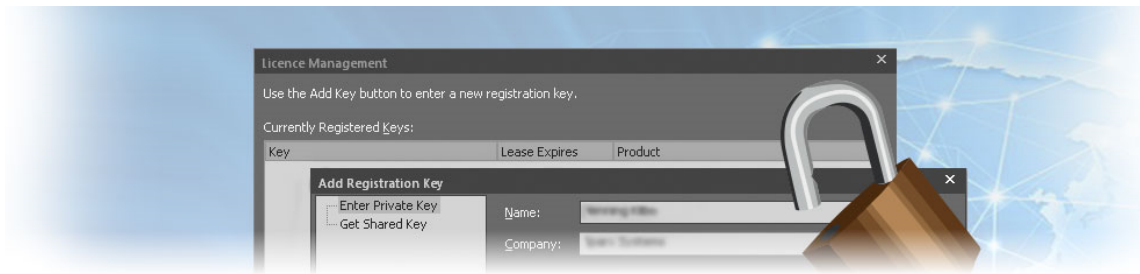 Licence Management
Use the Add Key button to enter a new registration key.
Currently Registered Keys:
Key Lease Expires Product
Add Registration Key
Enter Private Key
Get Shared Key
Name:
Company: